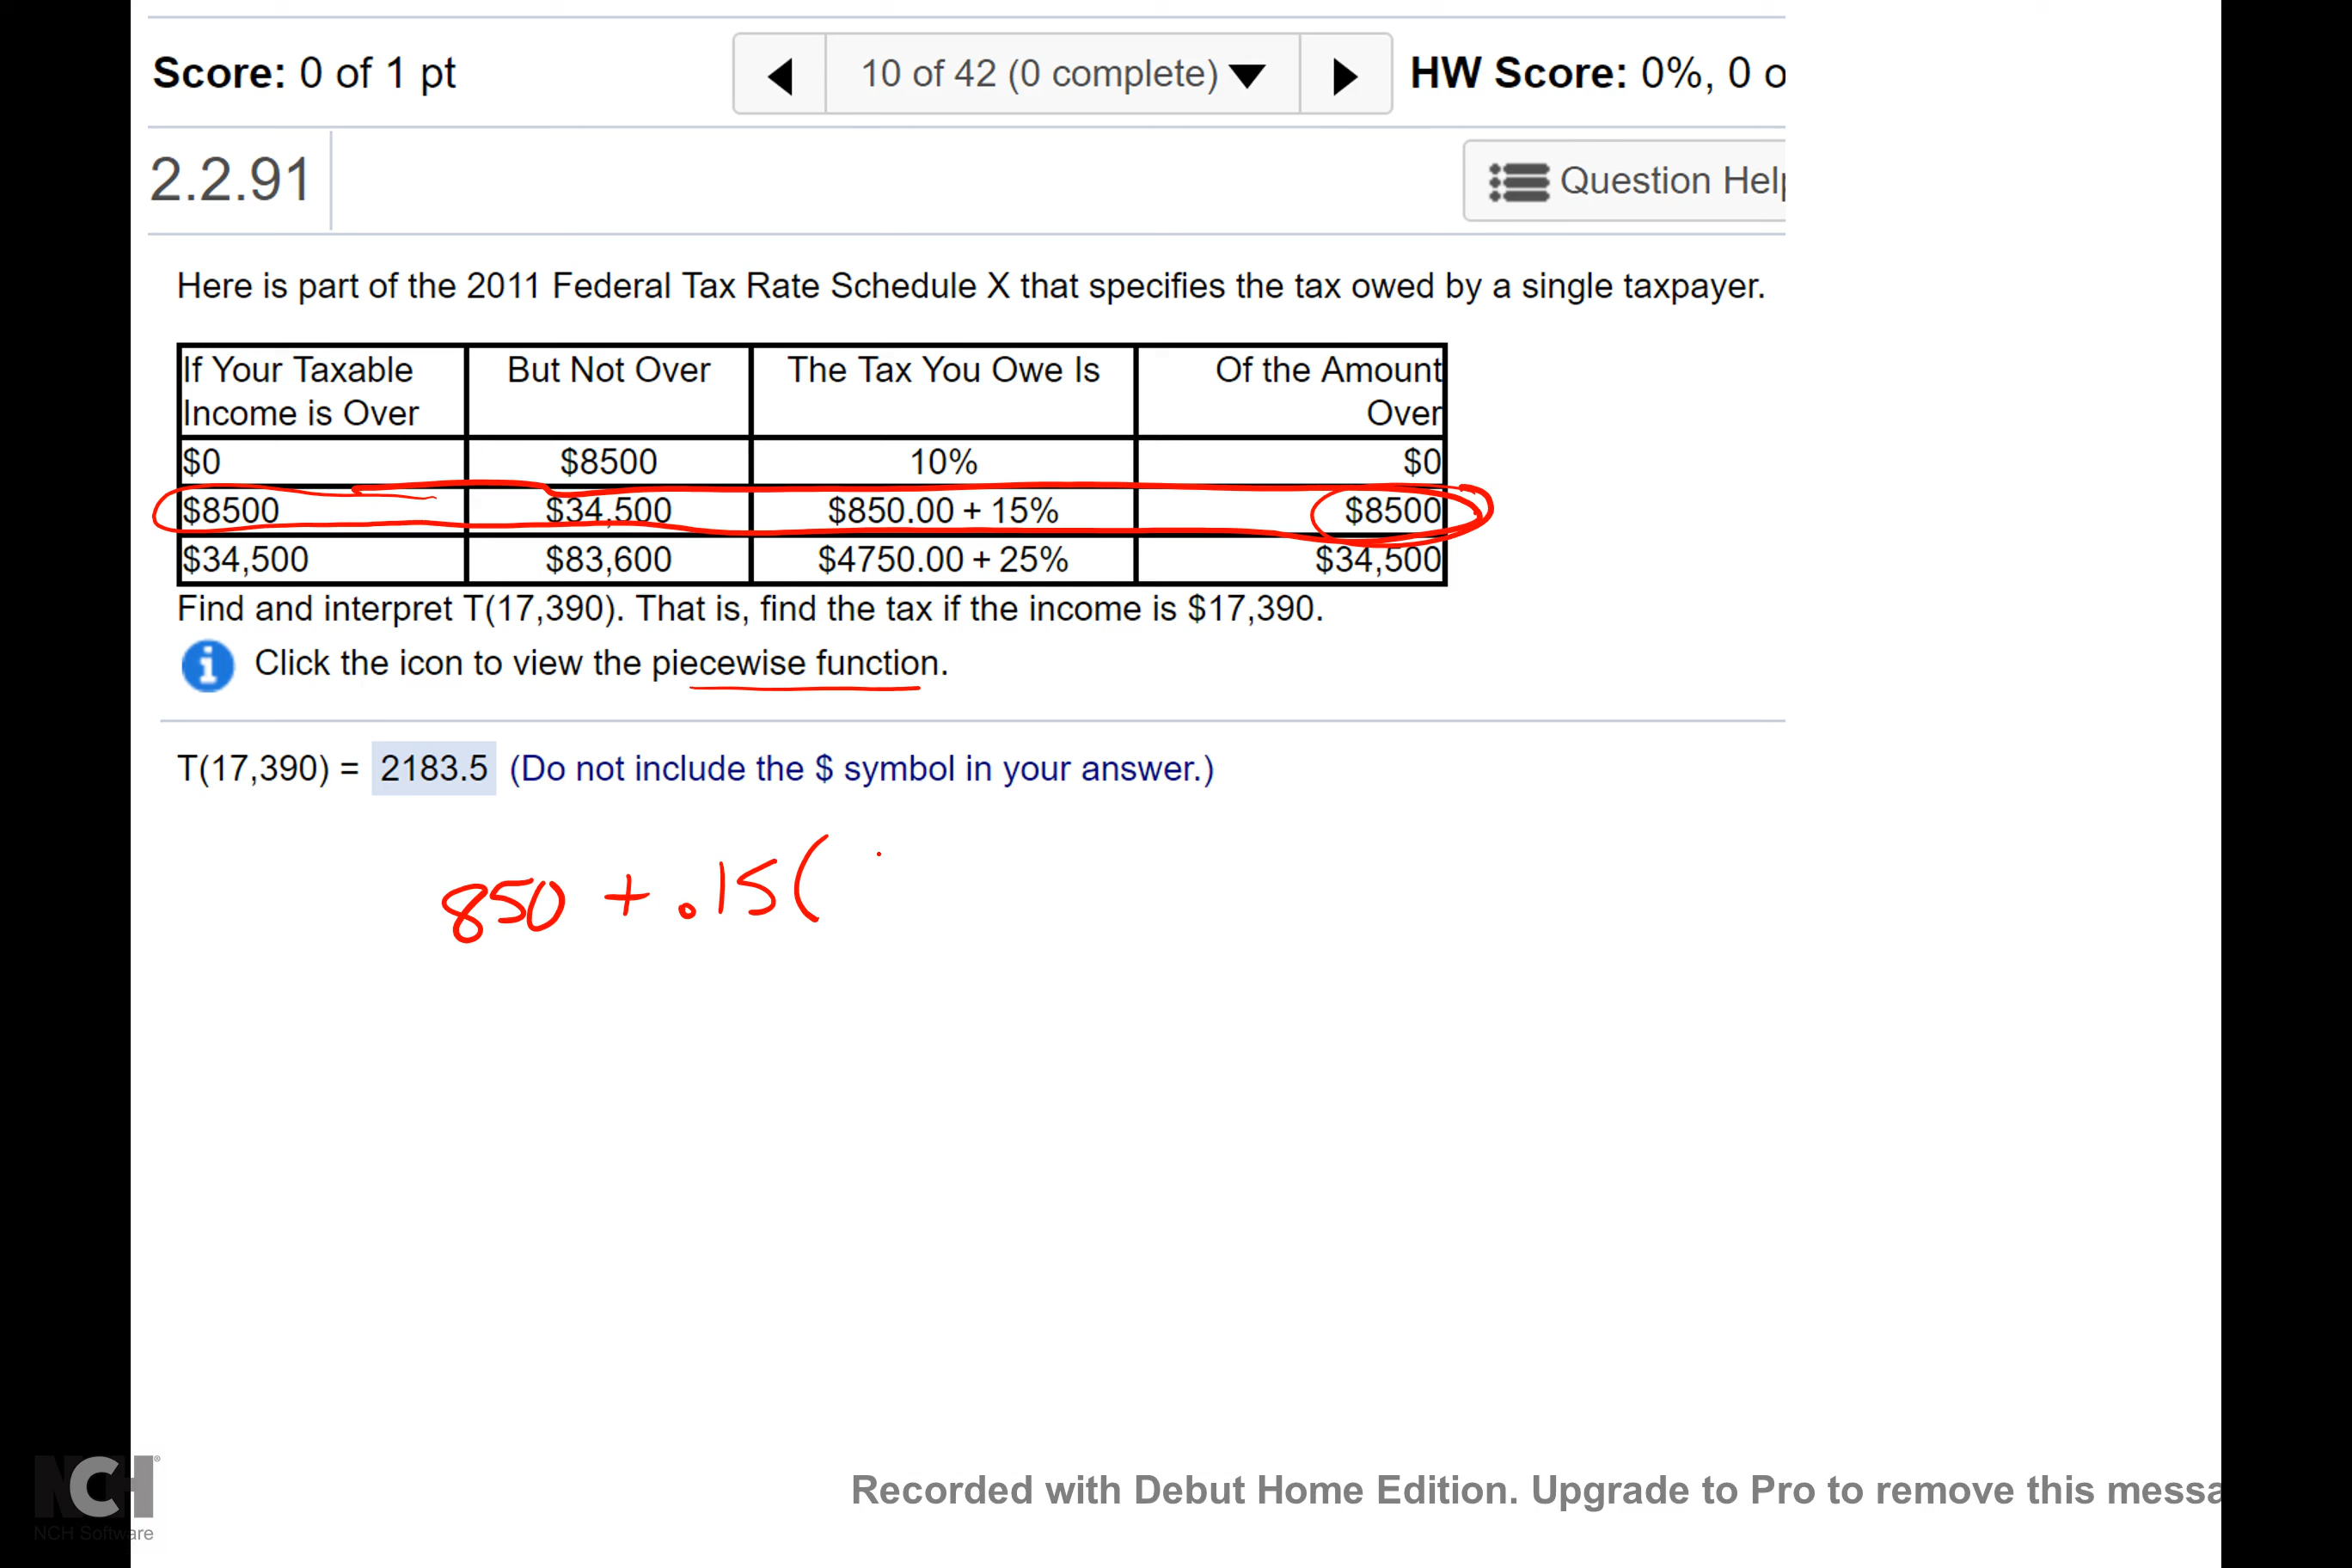 Score: 0 of 1 pt
10 of 42 (0 complete)
HW Score: 0%, 0 o
2.2.91
Question Help
Here is part of the 2011 Federal Tax Rate Schedule X that specifies the tax owed by a single taxpayer.
If Your Taxable Income is Over But Not Over The Tax You Owe Is Of the Amount Over
$0 $8500 10% $0
$8500 $34,500 $850.00 + 15% $8500
$34,500 $83,600 $4750.00 + 25% $34,500
Find and interpret T(17,390). That is, find the tax if the income is $17,390.
Click the icon to view the piecewise function.
T(17,390) = 2183.5 (Do not include the $ symbol in your answer.)
850 + .15(
NCH®
NCH Software
Recorded with Debut Home Edition. Upgrade to Pro to remove this messa